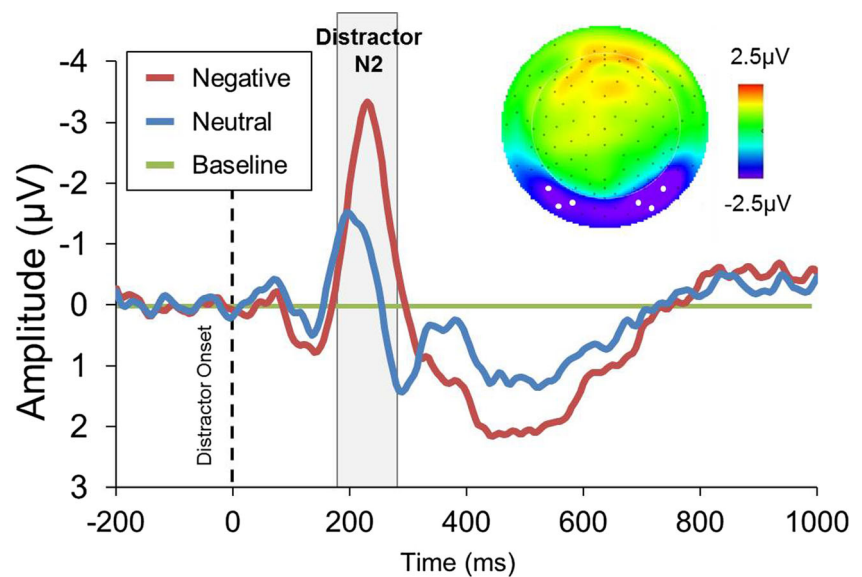 Distractor
N2
Negative
Neutral
Baseline
2.5µV
-2.5µV
Amplitude (µV)
-4
-3
-2
-1
0
1
2
3
Distractor Onset
-200
0
200
400
600
800
1000
Time (ms)